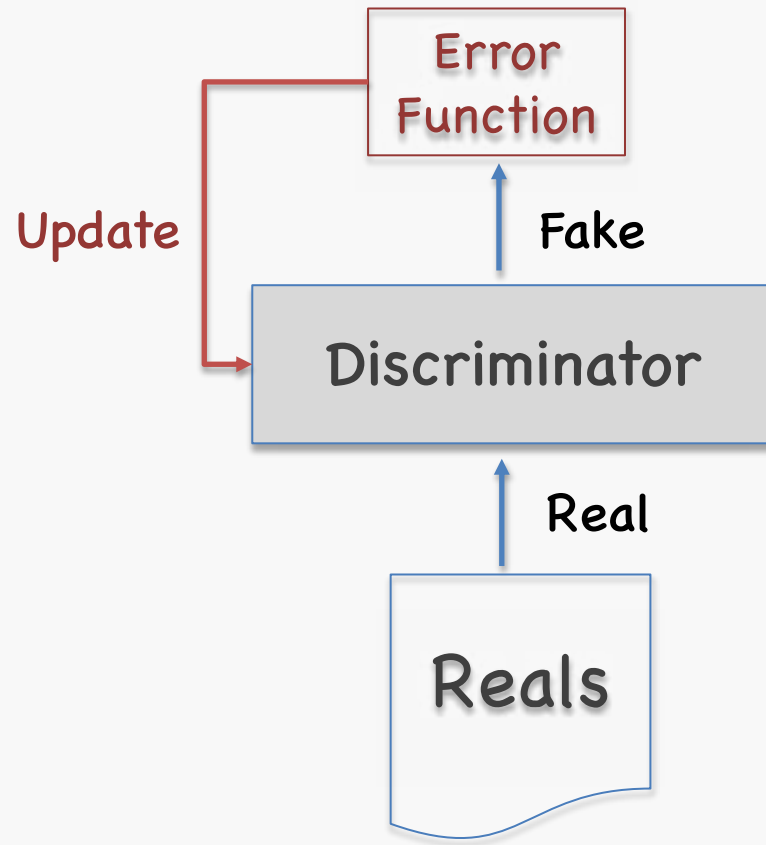 Error
Function
Update
Fake
Discriminator
Real
Reals